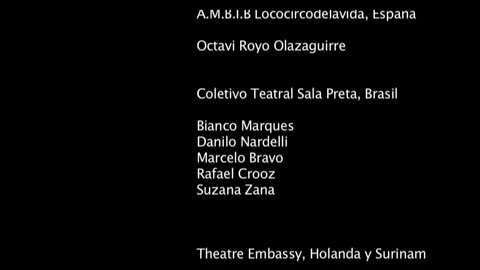 A.M.B.I.B Lococircodelavida, España
Octavi Royo Olazaguirre
Coletivo Teatral Sala Preta, Brasil
Bianco Marques
Danilo Nardelli
Marcelo Bravo
Rafael Crooz
Suzana Zana
Theatre Embassy, Holanda y Surinam